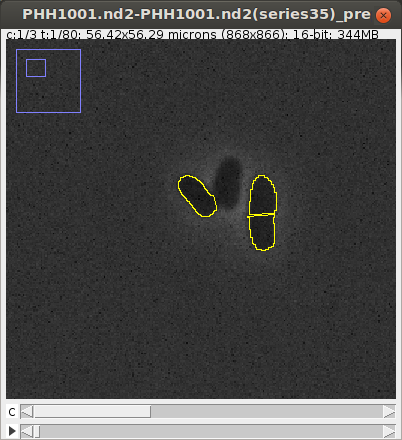 PHH1001.nd2-PHH1001.nd2(series35)_pre
c:1/3 t:1/80; 56.42x56.29 microns (868x866); 16-bit; 344MB
C